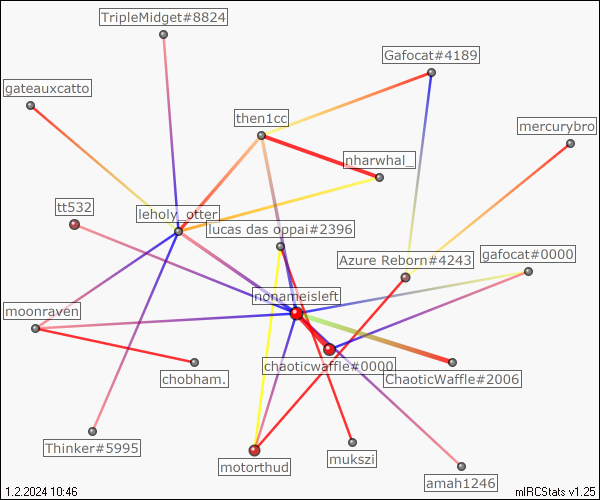 TripleMidget#8824
Gafocat#4189
gateauxcatto
then1cc
mercurybro
nharwhal_
tt532
leholy_otter
lucas das oppai#2396
Azure Reborn#4243
gafocat#0000
nonameisleft
moonraven
chaoticwaffle#0000
chobham.
ChaoticWaffle#2006
Thinker#5995
motorthud
mukszi
amah1246
1.2.2024 10:46
mIRCStats v1.25